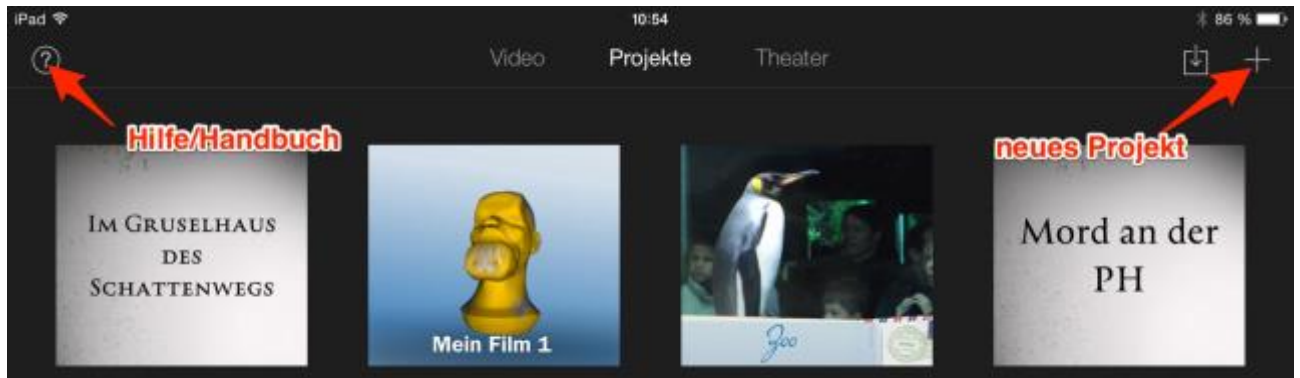 iPad 10:54 86 %
? Video Projekte Theater
Hilfe/Handbuch
neues Projekt
IM GRUSELHAUS
DES
SCHATTENWEGS
Mein Film 1
Zoo
Mord an der
PH